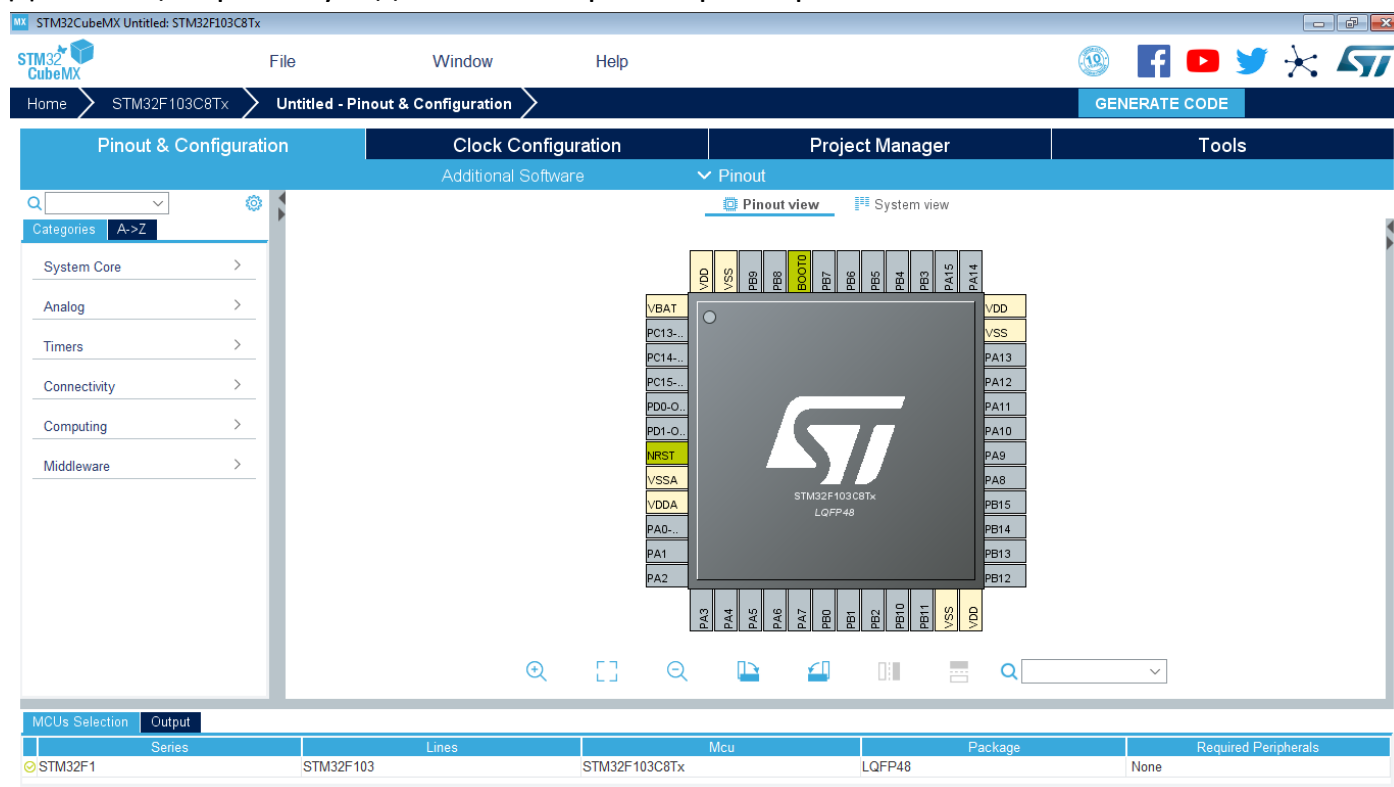 MX STM32CubeMX Untitled: STM32F103C8Tx
STM32 CubeMX
File Window Help
Home STM32F103C8Tx Untitled - Pinout & Configuration GENERATE CODE
Pinout & Configuration Clock Configuration Project Manager Tools
Additional Software Pinout
Pinout view System view
Categories A->Z
System Core
Analog
Timers
Connectivity
Computing
Middleware
VDD VSS PB9 PB8 BOOT0 PB7 PB6 PB5 PB4 PB3 PA15 PA14
VBAT
PC13-..
PC14-..
PC15-..
PD0-O..
PD1-O..
NRST
VSSA
VDDA
PA0-..
PA1
PA2
STM32F103C8Tx
LQFP48
VDD
VSS
PA13
PA12
PA11
PA10
PA9
PA8
PB15
PB14
PB13
PB12
PA3 PA4 PA5 PA6 PA7 PB0 PB1 PB2 PB10 PB11 VSS VDD
MCUs Selection Output
Series Lines Mcu Package Required Peripherals
STM32F1 STM32F103 STM32F103C8Tx LQFP48 None